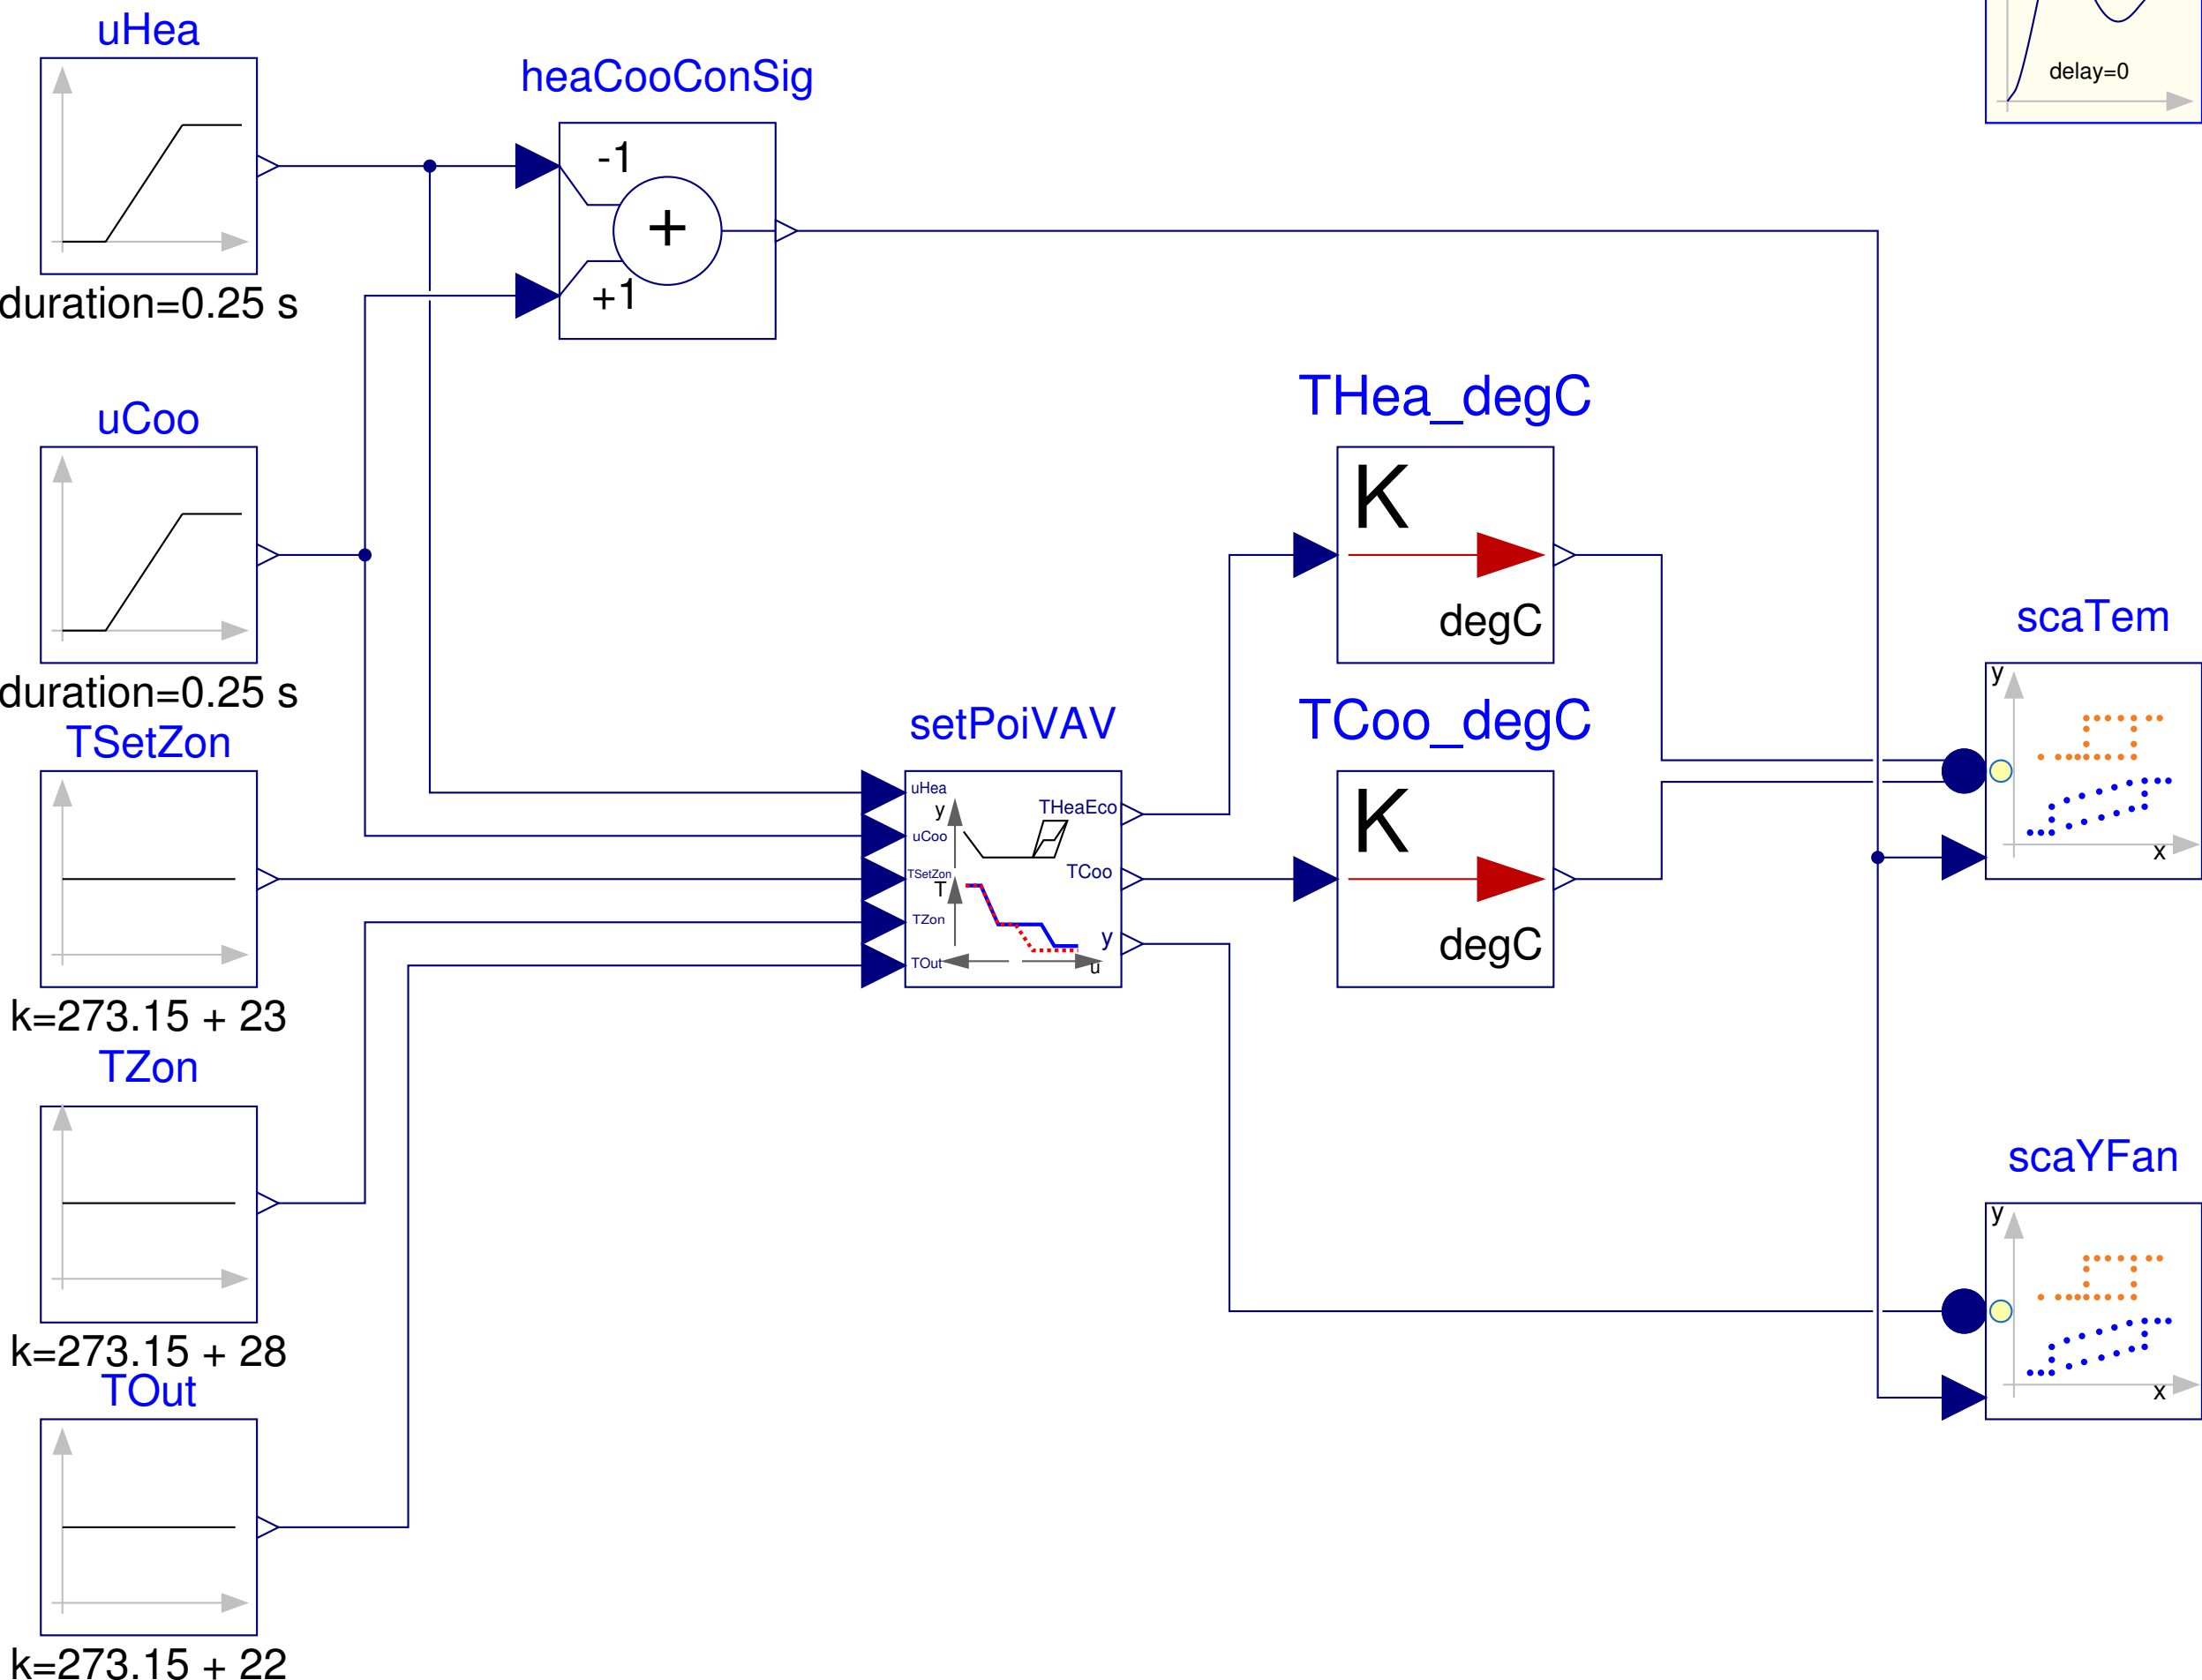 uHea
duration=0.25 s
heaCooConSig
-1
+
+1
delay=0
uCoo
duration=0.25 s
THea_degC
K
degC
TSetZon
k=273.15 + 23
setPoiVAV
uHea
y
THeaEco
uCoo
TSetZon
T
TCoo
TZon
y
TOut
u
TCoo_degC
K
degC
scaTem
y
x
TZon
k=273.15 + 28
scaYFan
y
x
TOut
k=273.15 + 22